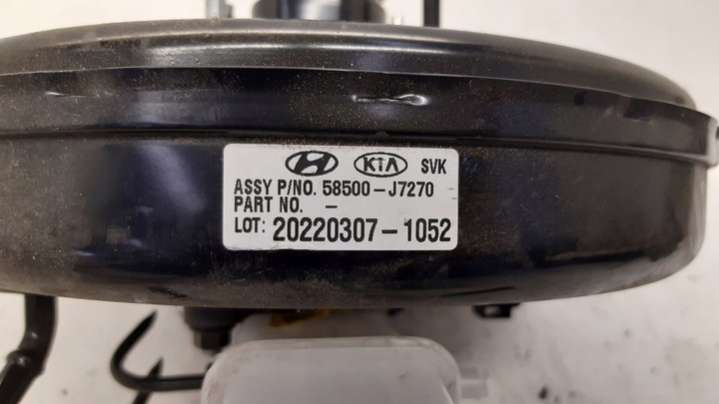 KIA SVK
ASSY P/NO. 58500-J7270
PART NO. -
LOT: 20220307-1052